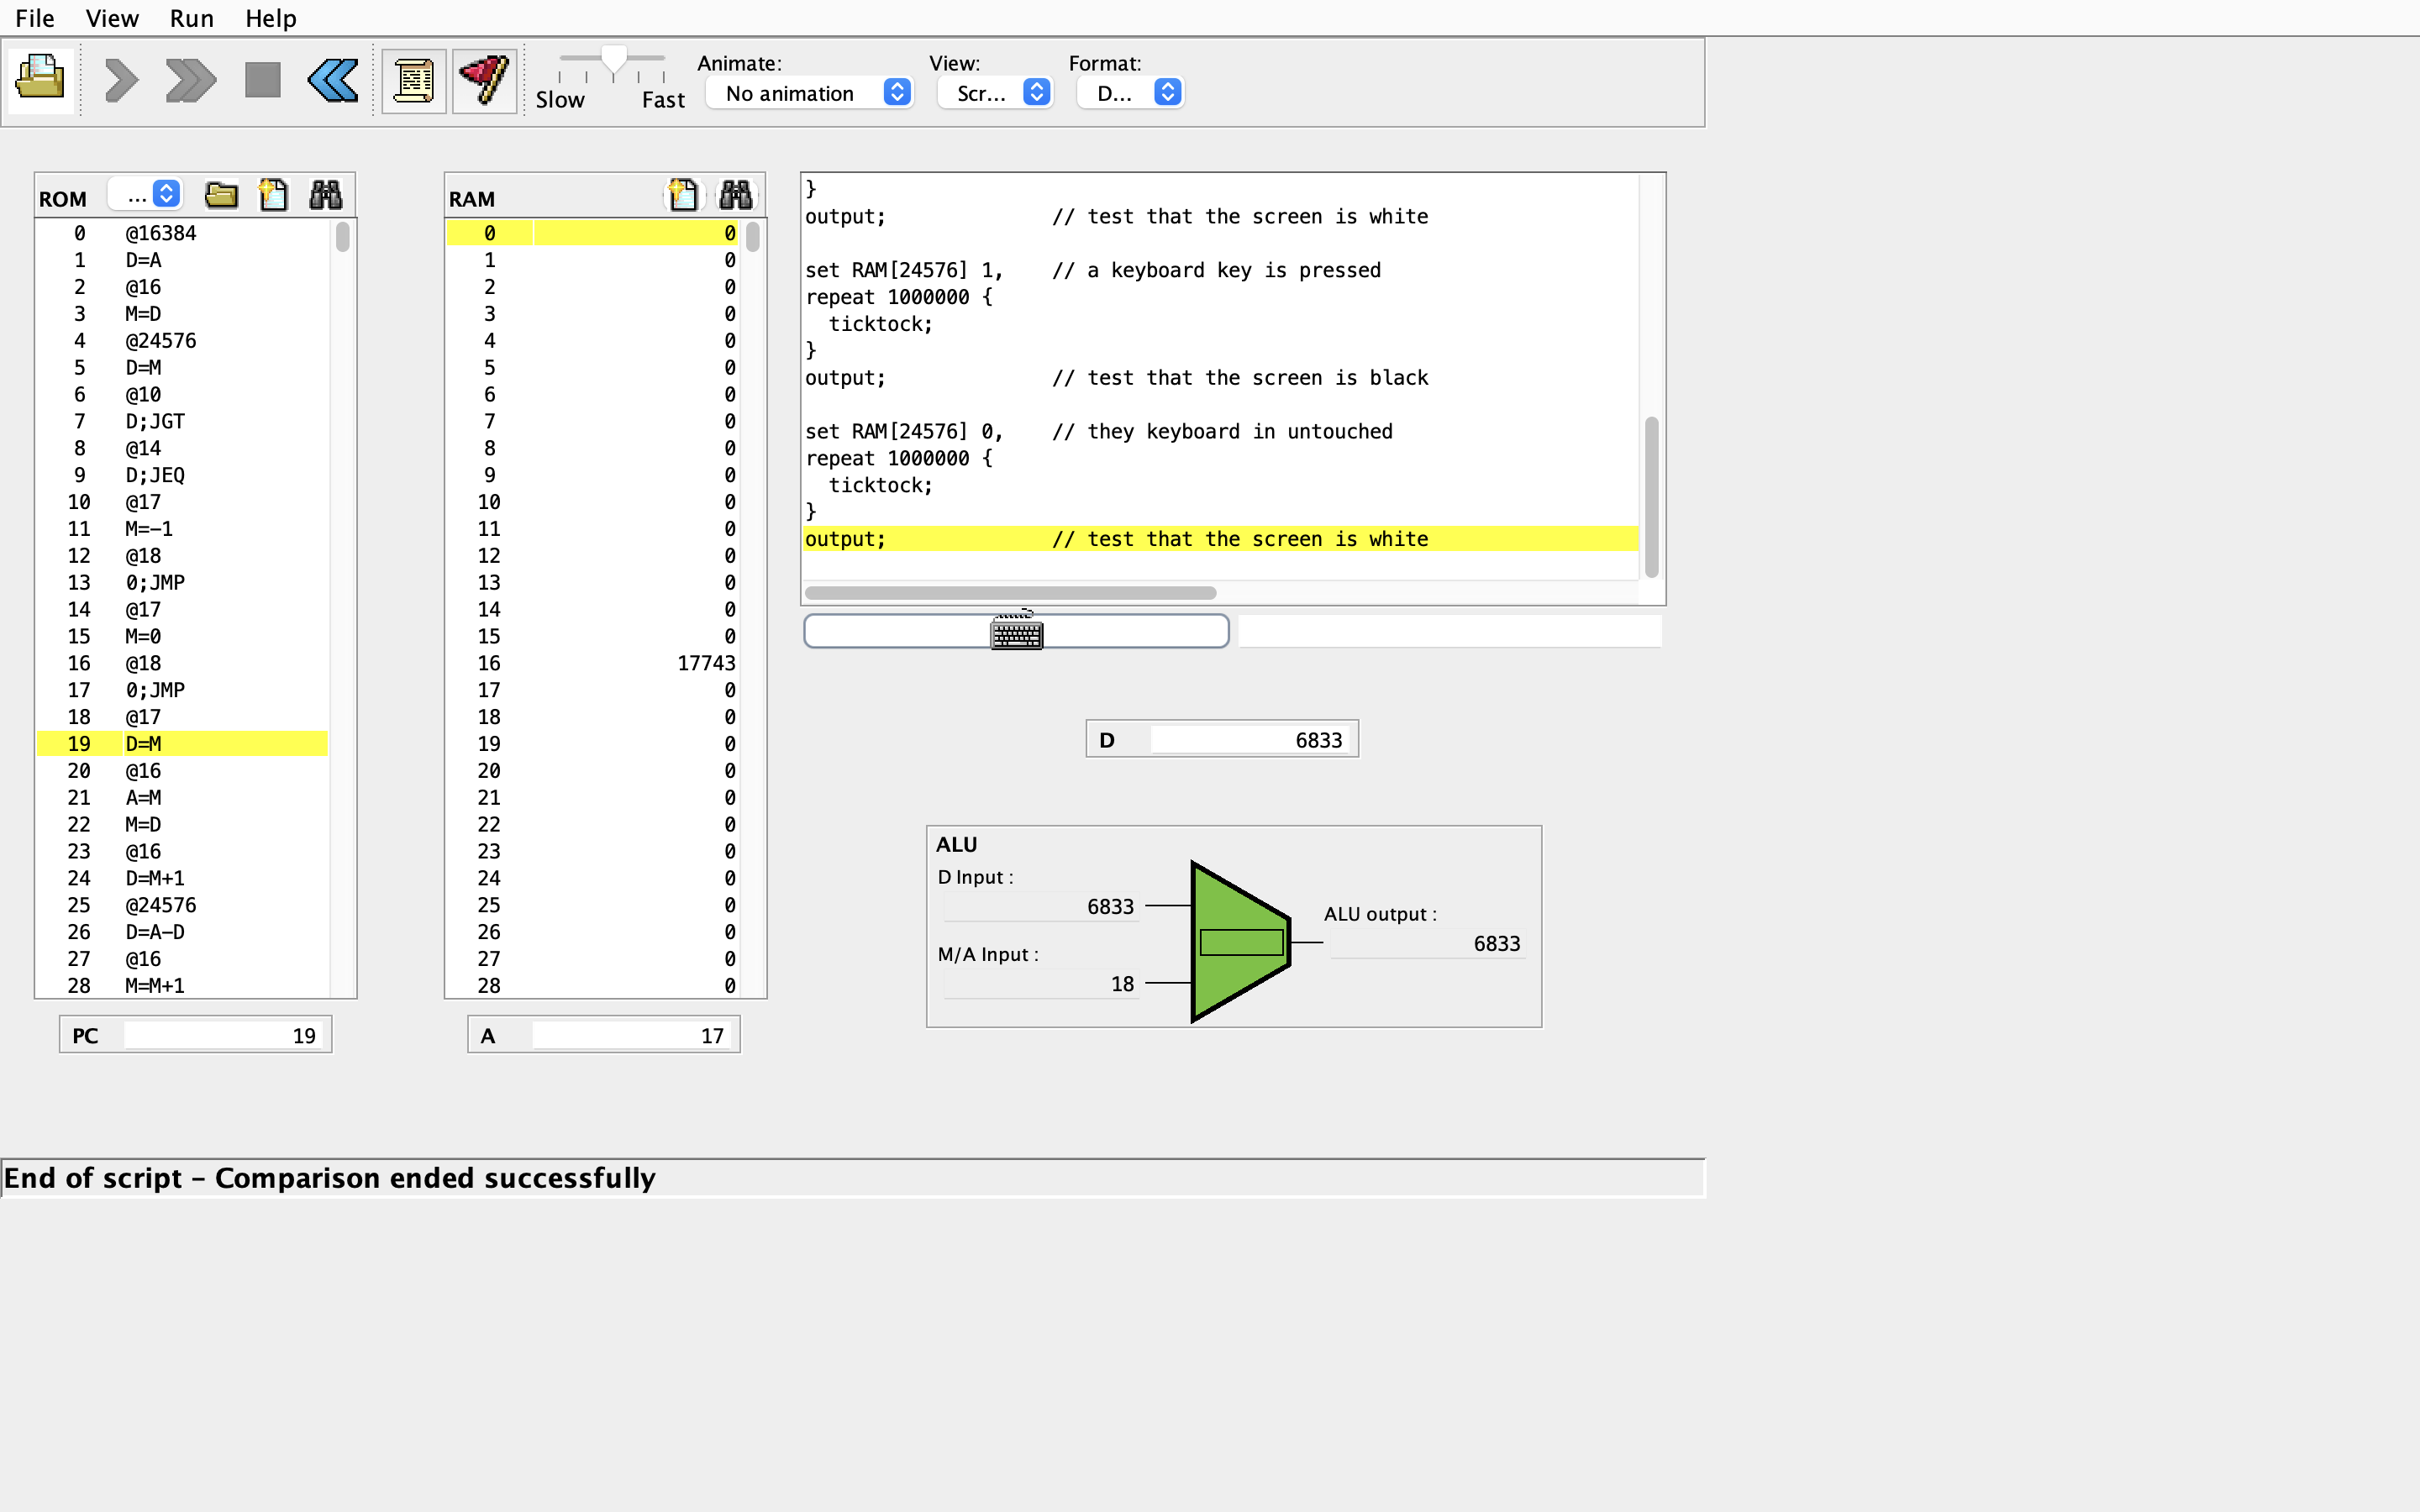 File View Run Help
Slow Fast
Animate: View: Format:
No animation Scr... D...
ROM ...
0 @16384
1 D=A
2 @16
3 M=D
4 @24576
5 D=M
6 @10
7 D;JGT
8 @14
9 D;JEQ
10 @17
11 M=-1
12 @18
13 0;JMP
14 @17
15 M=0
16 @18
17 0;JMP
18 @17
19 D=M
20 @16
21 A=M
22 M=D
23 @16
24 D=M+1
25 @24576
26 D=A-D
27 @16
28 M=M+1
PC 19
RAM
0 0
1 0
2 0
3 0
4 0
5 0
6 0
7 0
8 0
9 0
10 0
11 0
12 0
13 0
14 0
15 0
16 17743
17 0
18 0
19 0
20 0
21 0
22 0
23 0
24 0
25 0
26 0
27 0
28 0
A 17
}
output; // test that the screen is white
set RAM[24576] 1, // a keyboard key is pressed
repeat 1000000 {
ticktock;
}
output; // test that the screen is black
set RAM[24576] 0, // they keyboard in untouched
repeat 1000000 {
ticktock;
}
output; // test that the screen is white
D 6833
ALU
D Input :
6833
M/A Input :
18
ALU output :
6833
End of script – Comparison ended successfully